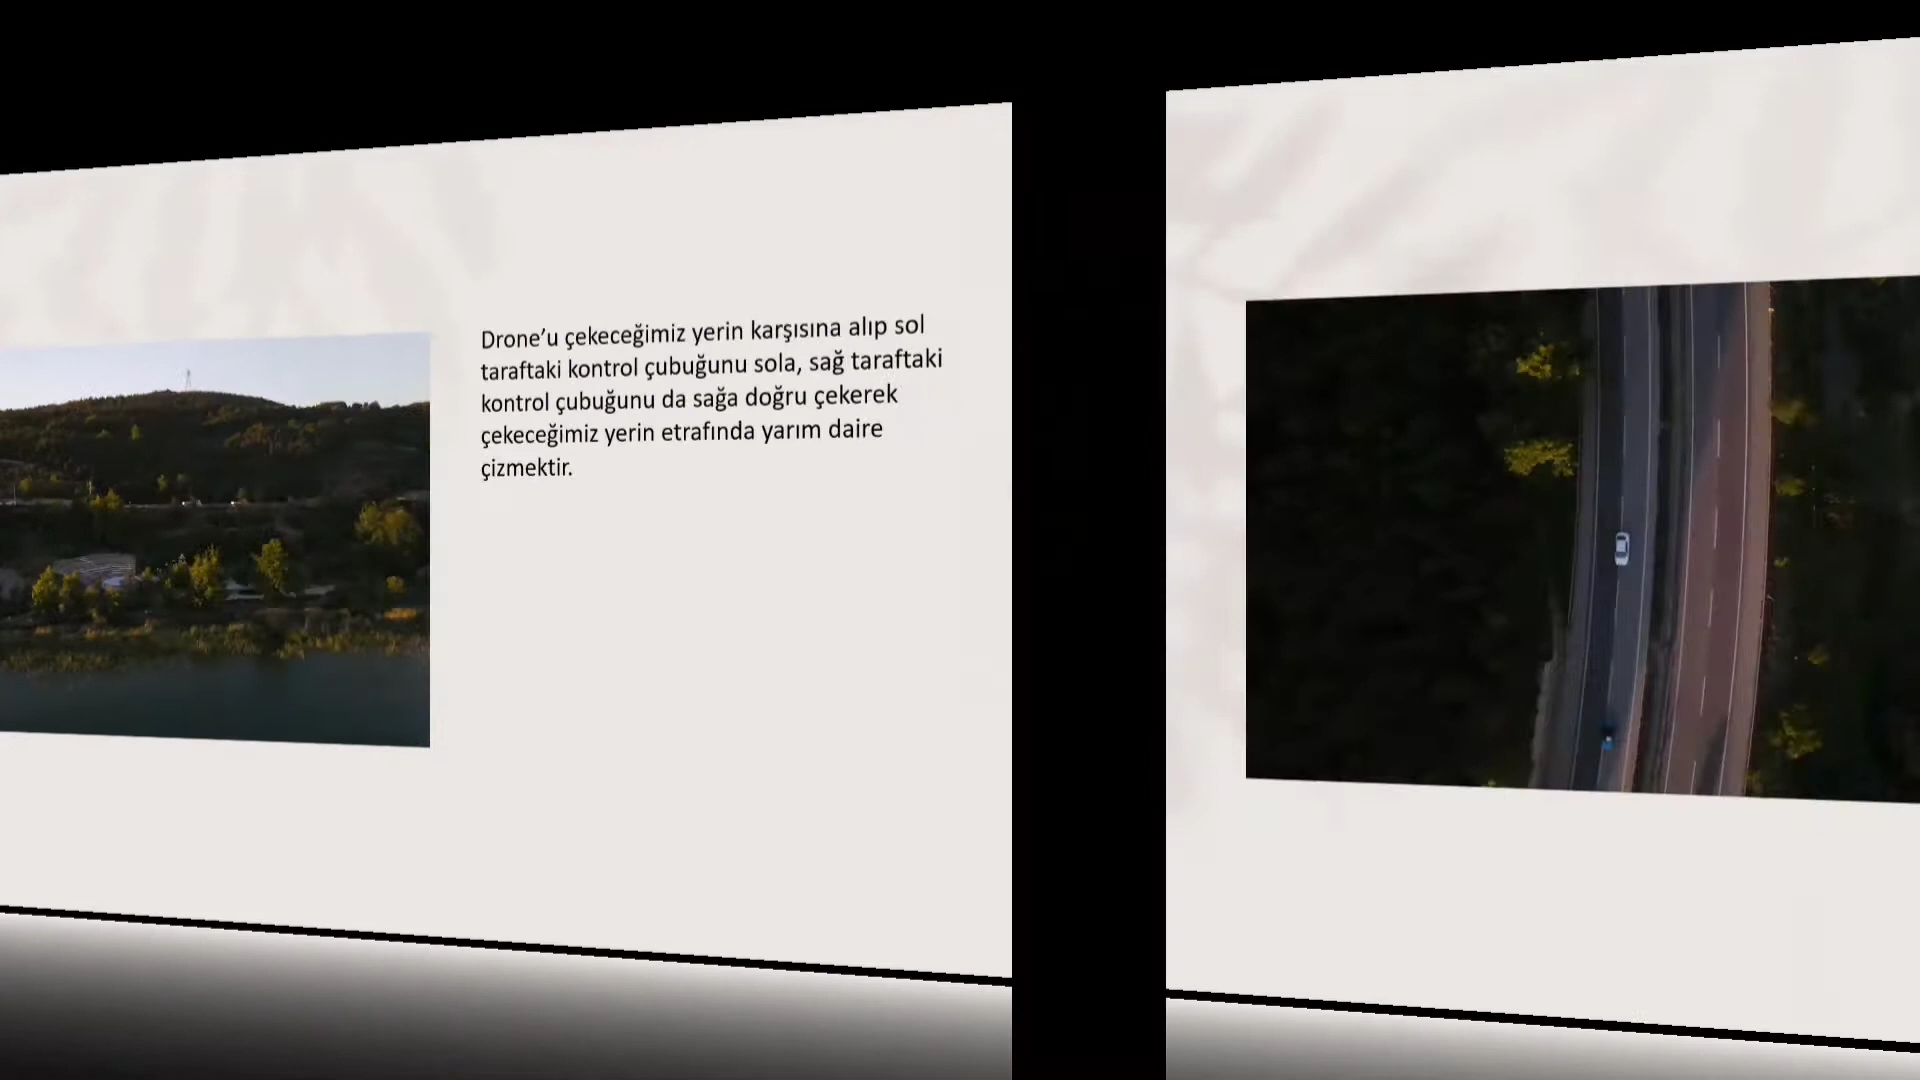 Drone’u çekeceğimiz yerin karşısına alıp sol
taraftaki kontrol çubuğunu sola, sağ taraftaki
kontrol çubuğunu da sağa doğru çekerek
çekeceğimiz yerin etrafında yarım daire
çizmektir.